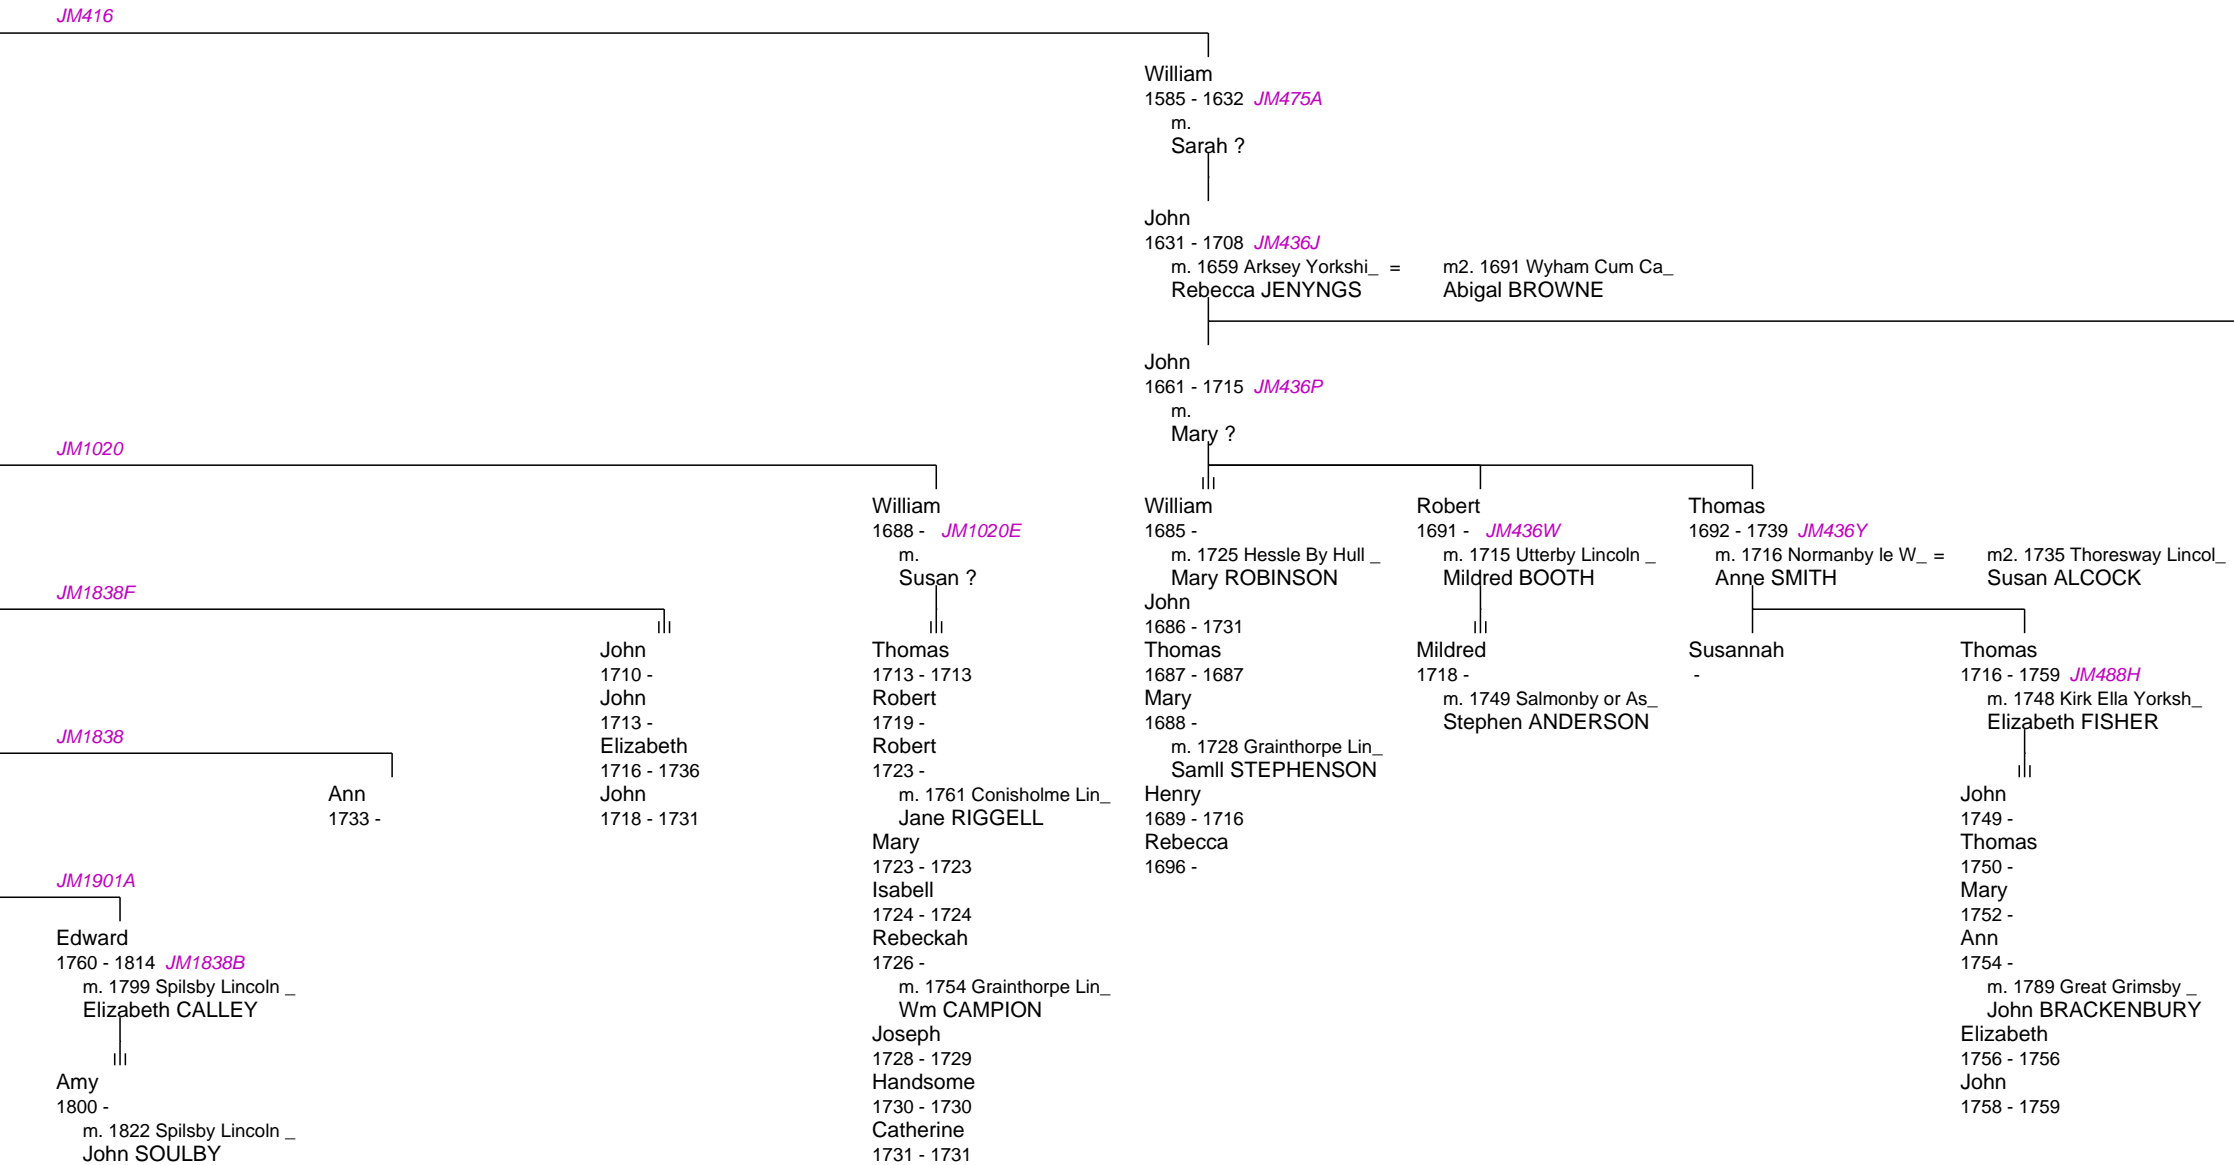 JM416
William
1585 - 1632 JM475A
m.
Sarah ?
John
1631 - 1708 JM436J
m. 1659 Arksey Yorkshi_ = m2. 1691 Wyham Cum Ca_
Rebecca JENYNGS Abigal BROWNE
John
1661 - 1715 JM436P
m.
Mary ?
JM1020
William
1688 - JM1020E
m.
Susan ?
William
1685 -
m. 1725 Hessle By Hull _
Mary ROBINSON
John
1686 - 1731
Thomas
1687 - 1687
Mary
1688 -
m. 1728 Grainthorpe Lin_
Samll STEPHENSON
Henry
1689 - 1716
Rebecca
1696 -
Robert
1691 - JM436W
m. 1715 Utterby Lincoln _
Mildred BOOTH
Thomas
1692 - 1739 JM436Y
m. 1716 Normanby le W_ = m2. 1735 Thoresway Lincol_
Anne SMITH Susan ALCOCK
JM1838F
John
1710 -
John
1713 -
Elizabeth
1716 - 1736
John
1718 - 1731
Thomas
1713 - 1713
Robert
1719 -
Robert
1723 -
m. 1761 Conisholme Lin_
Jane RIGGELL
Mary
1723 - 1723
Isabell
1724 - 1724
Rebeckah
1726 -
m. 1754 Grainthorpe Lin_
Wm CAMPION
Joseph
1728 - 1729
Handsome
1730 - 1730
Catherine
1731 - 1731
Mildred
1718 -
m. 1749 Salmonby or As_
Stephen ANDERSON
Susannah
-
Thomas
1716 - 1759 JM488H
m. 1748 Kirk Ella Yorksh_
Elizabeth FISHER
JM1838
Ann
1733 -
John
1749 -
Thomas
1750 -
Mary
1752 -
Ann
1754 -
m. 1789 Great Grimsby _
John BRACKENBURY
Elizabeth
1756 - 1756
John
1758 - 1759
JM1901A
Edward
1760 - 1814 JM1838B
m. 1799 Spilsby Lincoln _
Elizabeth CALLEY
Amy
1800 -
m. 1822 Spilsby Lincoln _
John SOULBY